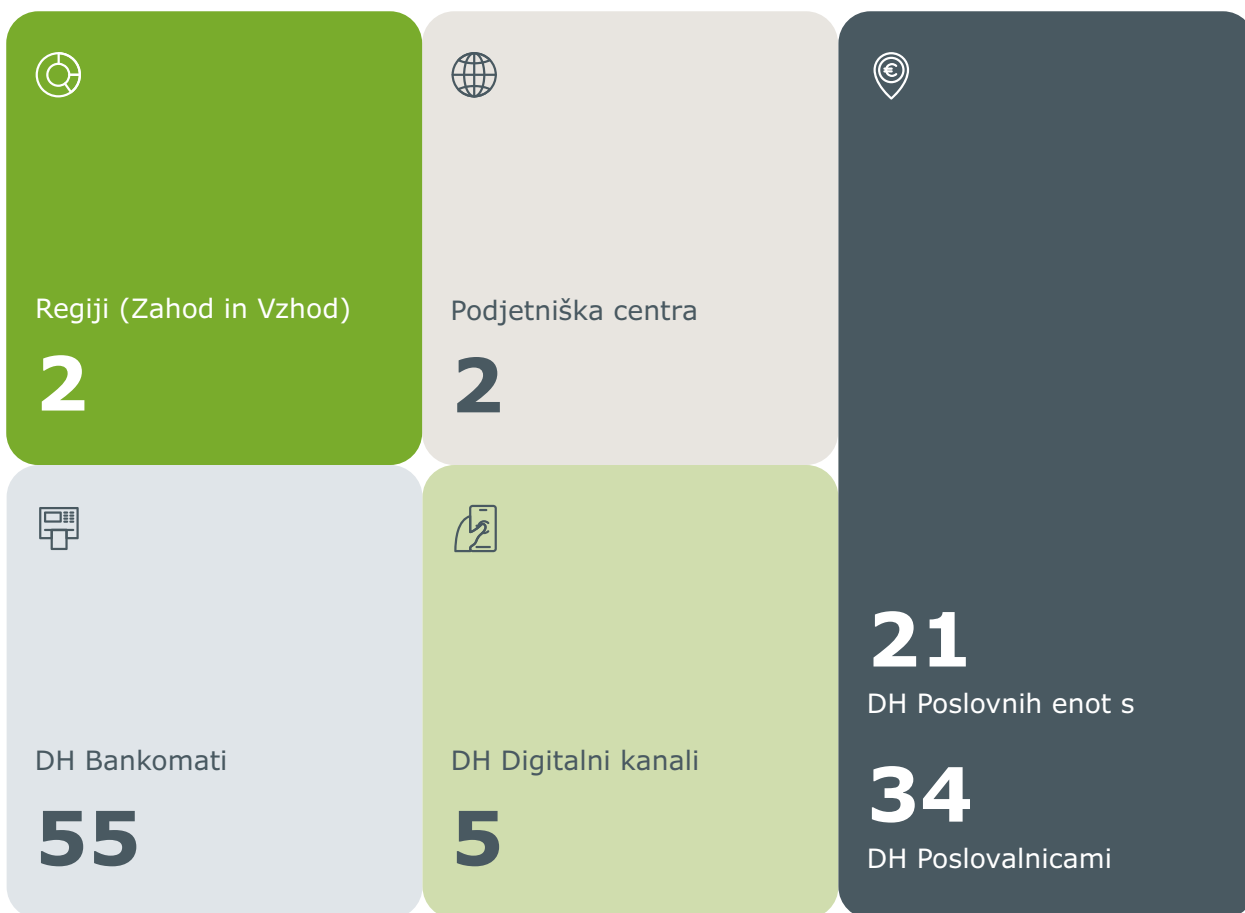 Regiji (Zahod in Vzhod)
2
Podjetniška centra
2
DH Bankomati
55
DH Digitalni kanali
5
€
21
DH Poslovnih enot s
34
DH Poslovalnicami